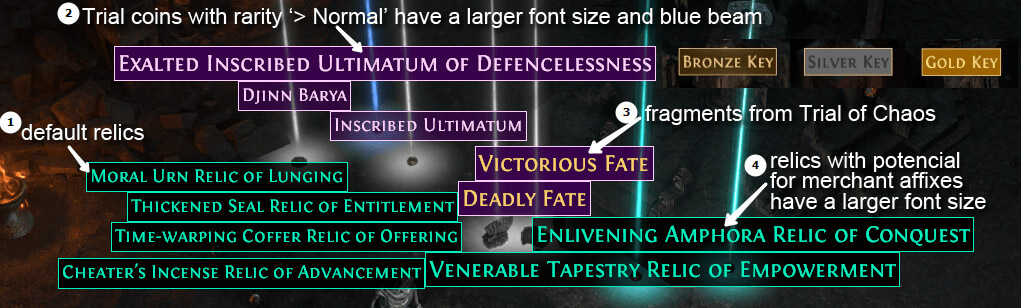 2 Trial coins with rarity ‘> Normal’ have a larger font size and blue beam
Exalted Inscribed Ultimatum of Defencelessness
Bronze Key
Silver Key
Gold Key
Djinn Barya
3 fragments from Trial of Chaos
1 default relics
Inscribed Ultimatum
Victorious Fate
4 relics with potencial
for merchant affixes
have a larger font size
Moral Urn Relic of Lunging
Thickened Seal Relic of Entitlement
Deadly Fate
Time-warping Coffer Relic of Offering
Enlivening Amphora Relic of Conquest
Cheater's Incense Relic of Advancement
Venerable Tapestry Relic of Empowerment